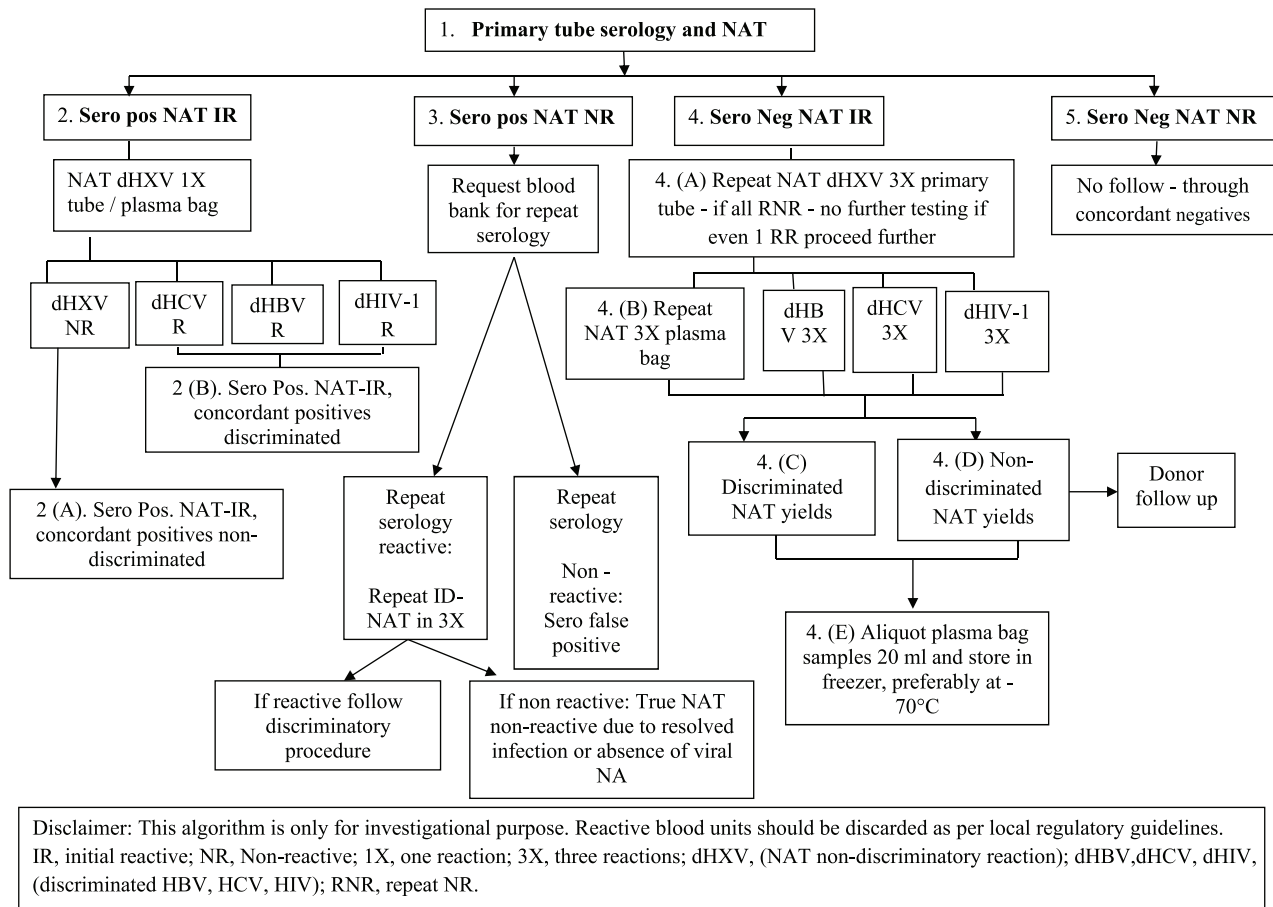 1. Primary tube serology and NAT
2. Sero pos NAT IR
3. Sero pos NAT NR
4. Sero Neg NAT IR
5. Sero Neg NAT NR
NAT dHXV 1X
tube / plasma bag
Request blood
bank for repeat
serology
4. (A) Repeat NAT dHXV 3X primary
tube - if all RNR - no further testing if
even 1 RR proceed further
No follow - through
concordant negatives
dHXV
NR
dHCV
R
dHBV
R
dHIV-1
R
4. (B) Repeat
NAT 3X plasma
bag
dHB
V 3X
dHCV
3X
dHIV-1
3X
2 (B). Sero Pos. NAT-IR,
concordant positives
discriminated
2 (A). Sero Pos. NAT-IR,
concordant positives non-
discriminated
Repeat
serology
reactive:
Repeat ID-
NAT in 3X
Repeat
serology
Non -
reactive:
Sero false
positive
4. (C)
Discriminated
NAT yields
4. (D) Non-
discriminated
NAT yields
Donor
follow up
4. (E) Aliquot plasma bag
samples 20 ml and store in
freezer, preferably at -
70°C
If reactive follow
discriminatory
procedure
If non reactive: True NAT
non-reactive due to resolved
infection or absence of viral
NA
Disclaimer: This algorithm is only for investigational purpose. Reactive blood units should be discarded as per local regulatory guidelines.
IR, initial reactive; NR, Non-reactive; 1X, one reaction; 3X, three reactions; dHXV, (NAT non-discriminatory reaction); dHBV,dHCV, dHIV,
(discriminated HBV, HCV, HIV); RNR, repeat NR.